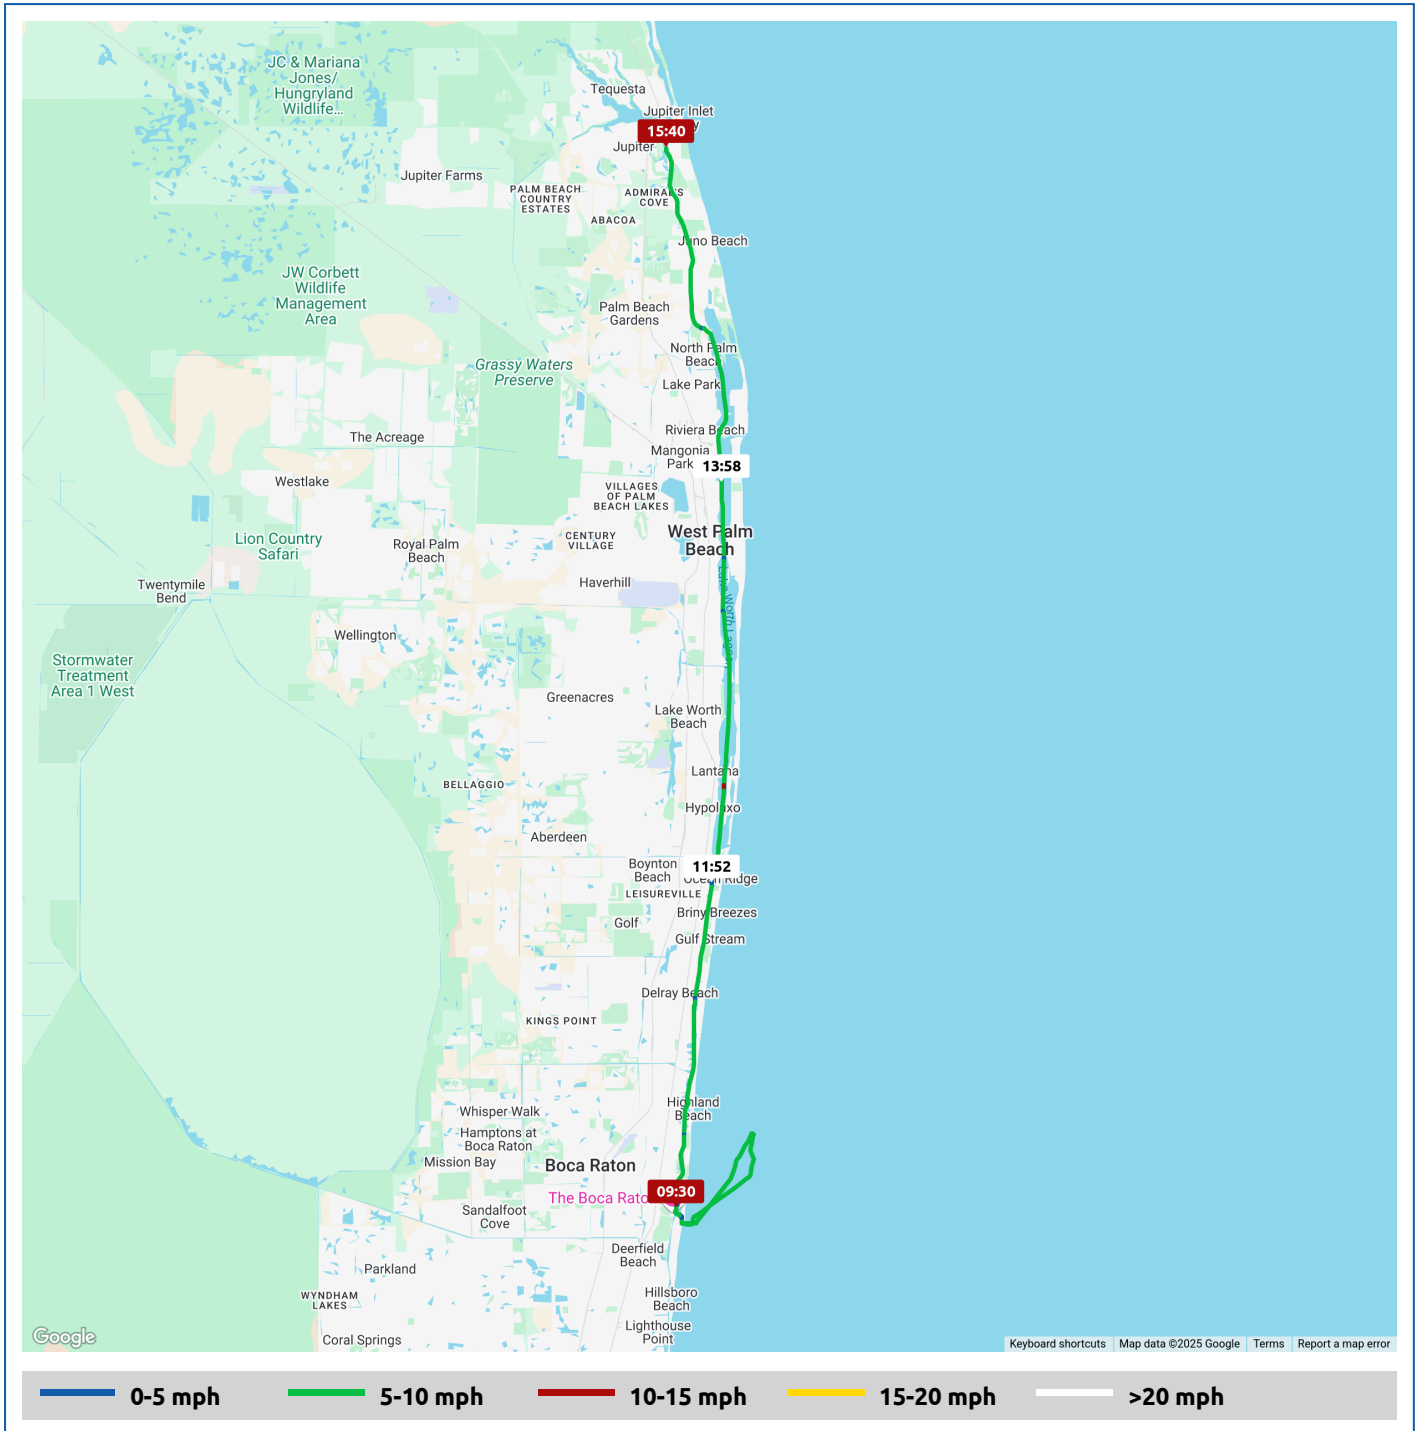 JC & Mariana
Jones/
Hungryland
Wildlife...
Tequesta
Jupiter Inlet
15:40
Jupiter
Jupiter Farms
PALM BEACH
COUNTRY
ESTATES
ADMIRAL'S
COVE
ABACOA
Juno Beach
JW Corbett
Wildlife
Management
Area
Palm Beach
Gardens
North Palm
Beach
Grassy Waters
Preserve
Lake Park
Riviera Beach
The Acreage
Mangonia
Park
13:58
Westlake
VILLAGES
OF PALM
BEACH LAKES
West Palm
Beach
Lion Country
Safari
Royal Palm
Beach
CENTURY
VILLAGE
Haverhill
Twentymile
Bend
Lake Worth Lagoon
Wellington
Stormwater
Treatment
Area 1 West
Greenacres
Lake Worth
Beach
Lantana
BELLAGGIO
Hypoluxo
Aberdeen
Boynton
Beach
11:52
Ocean Ridge
LEISUREVILLE
Briny Breezes
Golf
Gulf Stream
Delray Beach
KINGS POINT
Highland
Beach
Whisper Walk
Hamptons at
Boca Raton
Mission Bay
Boca Raton
The Boca Rato
09:30
Sandalfoot
Cove
Deerfield
Beach
Parkland
WYNDHAM
LAKES
Hillsboro
Beach
Lighthouse
Point
Coral Springs
Google
Keyboard shortcuts
Map data ©2025 Google
Terms
Report a map error
0-5 mph
5-10 mph
10-15 mph
15-20 mph
>20 mph